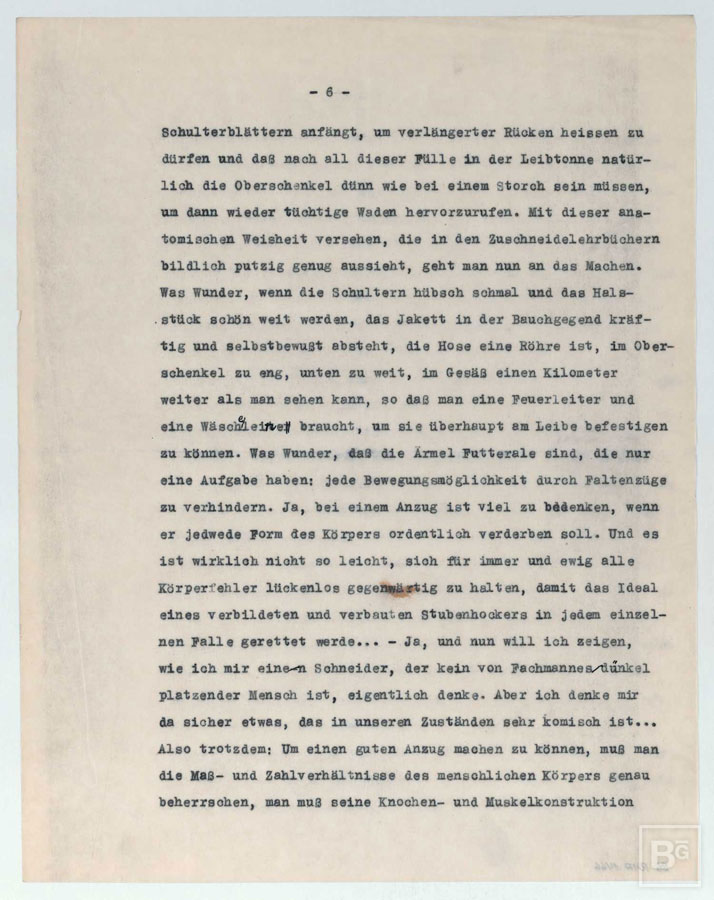 - 6 -
Schulterblättern anfängt, um verlängerter Rücken heissen zu
dürfen und daß nach all dieser Fülle in der Leibtonne natür-
lich die Oberschenkel dünn wie bei einem Storch sein müssen,
um dann wieder tüchtige Waden hervorzurufen. Mit dieser ana-
tomischen Weisheit versehen, die in den Zuschneidelehrbüchern
bildlich putzig genug aussieht, geht man nun an das Machen.
Was Wunder, wenn die Schultern hübsch schmal und das Hals-
stück schön weit werden, das Jakett in der Bauchgegend kräf-
tig und selbstbewußt absteht, die Hose eine Röhre ist, im Ober-
schenkel zu eng, unten zu weit, im Gesäß einen Kilometer
weiter als man sehen kann, so daß man eine Feuerleiter und
eine Wäscheleine braucht, um sie überhaupt am Leibe befestigen
zu können. Was Wunder, daß die Ärmel Futterale sind, die nur
eine Aufgabe haben: jede Bewegungsmöglichkeit durch Faltenzüge
zu verhindern. Ja, bei einem Anzug ist viel zu bedenken, wenn
er jedwede Form des Körpers ordentlich verderben soll. Und es
ist wirklich nicht so leicht, sich für immer und ewig alle
Körperfehler lückenlos gegenwärtig zu halten, damit das Ideal
eines verbildeten und verbauten Stubenhockers in jedem einzel-
nen Falle gerettet werde... - Ja, und nun will ich zeigen,
wie ich mir einen Schneider, der kein von Fachmannesdünkel
platzender Mensch ist, eigentlich denke. Aber ich denke mir
da sicher etwas, das in unseren Zuständen sehr komisch ist...
Also trotzdem: Um einen guten Anzug machen zu können, muß man
die Maß- und Zahlverhältnisse des menschlichen Körpers genau
beherrschen, man muß seine Knochen- und Muskelkonstruktion
BG